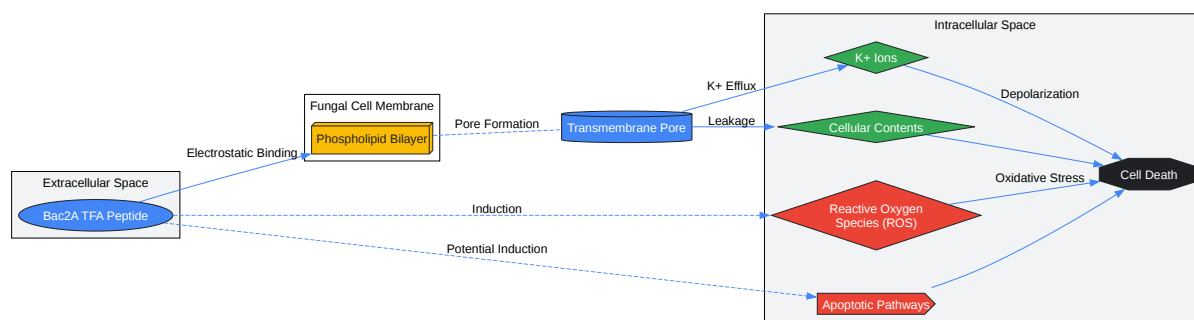 Intracellular Space
K+ Ions
K+ Efflux
Depolarization
Fungal Cell Membrane
Pore Formation
Phospholipid Bilayer
Transmembrane Pore
Leakage
Cellular Contents
Electrostatic Binding
Cell Death
Oxidative Stress
Extracellular Space
Bac2A TFA Peptide
Induction
Reactive Oxygen
Species (ROS)
Potential Induction
Apoptotic Pathways